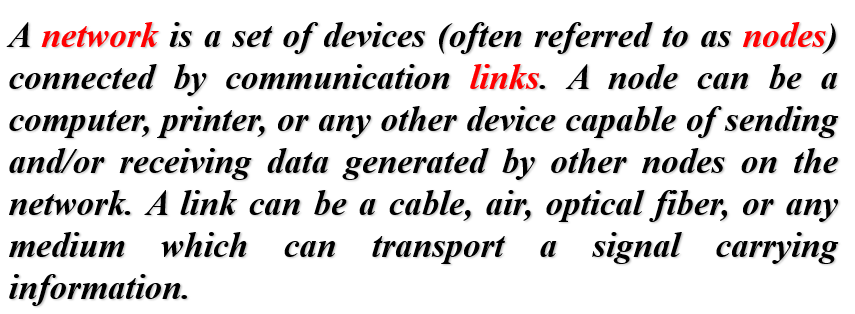 A network is a set of devices (often referred to as nodes)
connected by communication links. A node can be a
computer, printer, or any other device capable of sending
and/or receiving data generated by other nodes on the
network. A link can be a cable, air, optical fiber, or any
medium which can transport a signal carrying
information.